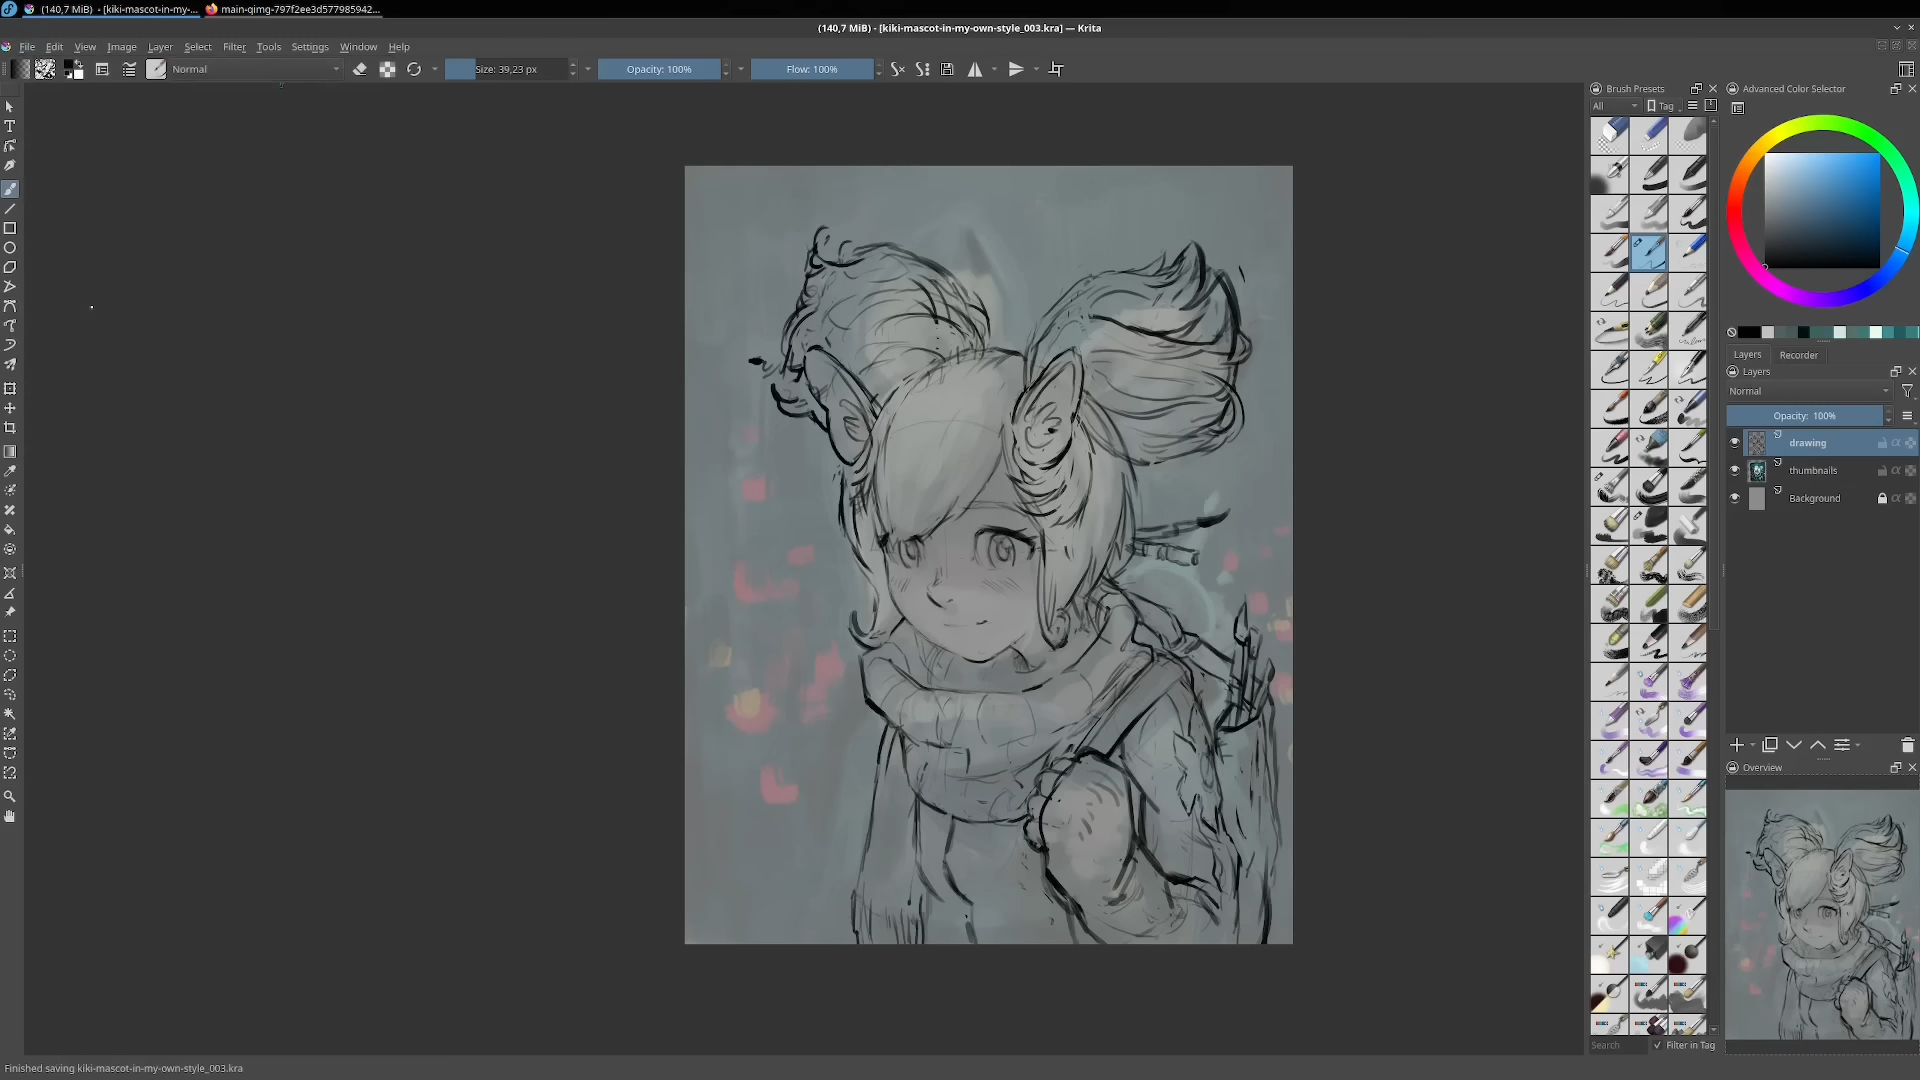 (140,7 MiB) - [kiki-mascot-in-my-...
main-qimg-797f2ee3d577985942...
(140,7 MiB) - [kiki-mascot-in-my-own-style_003.kra] — Krita
File Edit View Image Layer Select Filter Tools Settings Window Help
Normal
Size: 39,23 px
Opacity: 100%
Flow: 100%
Brush Presets
Advanced Color Selector
All
Tag
Layers
Recorder
Layers
Normal
Opacity: 100%
drawing
thumbnails
Background
Overview
Search
Filter in Tag
Finished saving kiki-mascot-in-my-own-style_003.kra